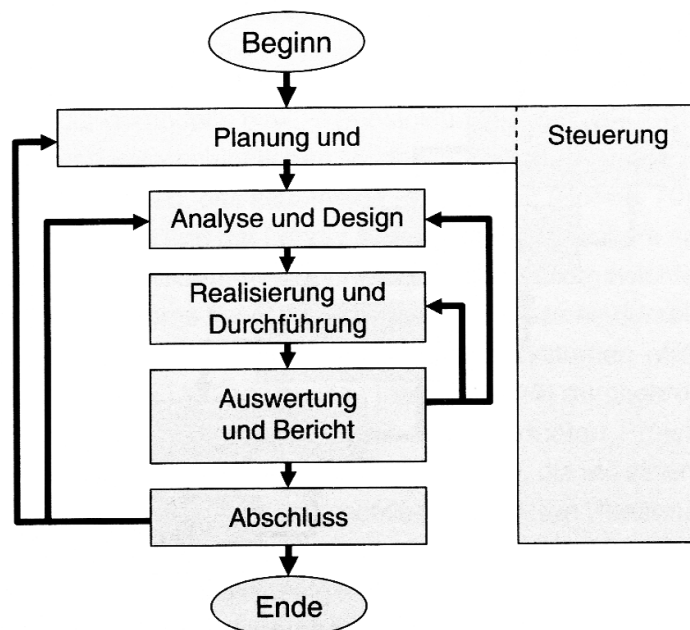 Beginn
Planung und
Steuerung
Analyse und Design
Realisierung und
Durchführung
Auswertung
und Bericht
Abschluss
Ende